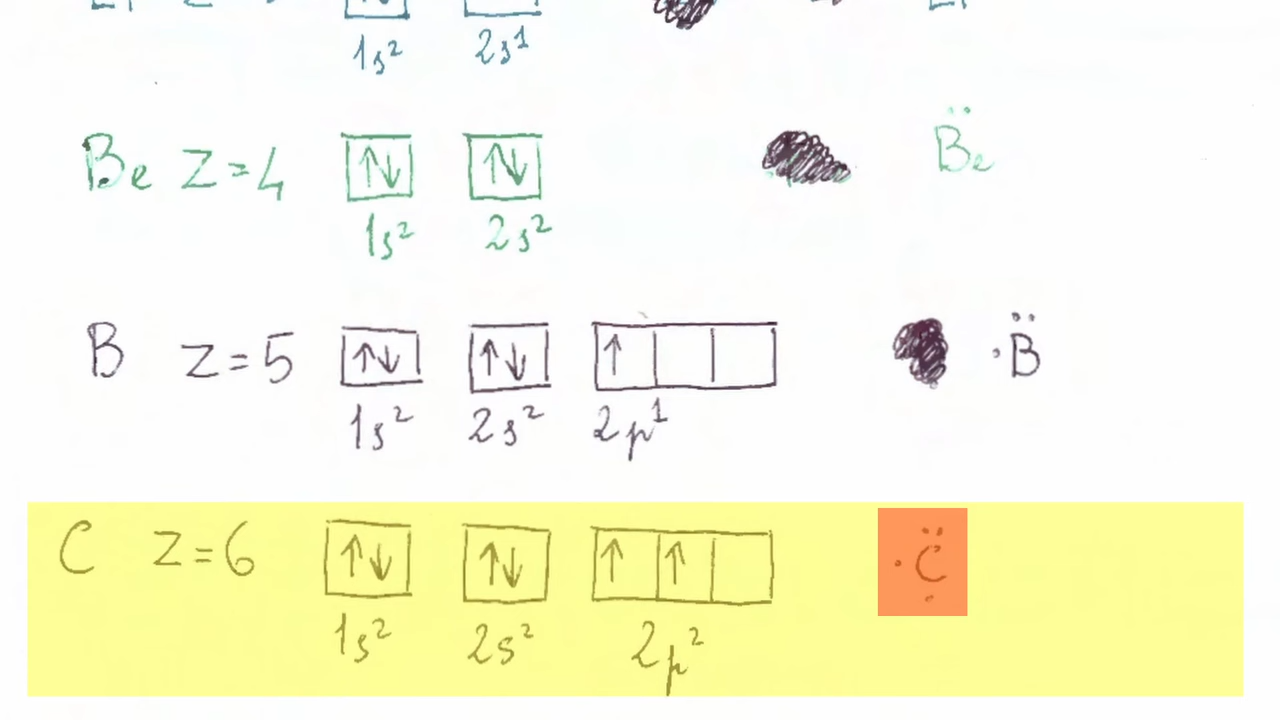 1s² 2s¹
Be Z=4 ↑↓ ↑↓ B̈e
1s² 2s²
B Z=5 ↑↓ ↑↓ ↑ ·B̈
1s² 2s² 2p¹
C Z=6 ↑↓ ↑↓ ↑ ↑ ·C̣̈
1s² 2s² 2p²